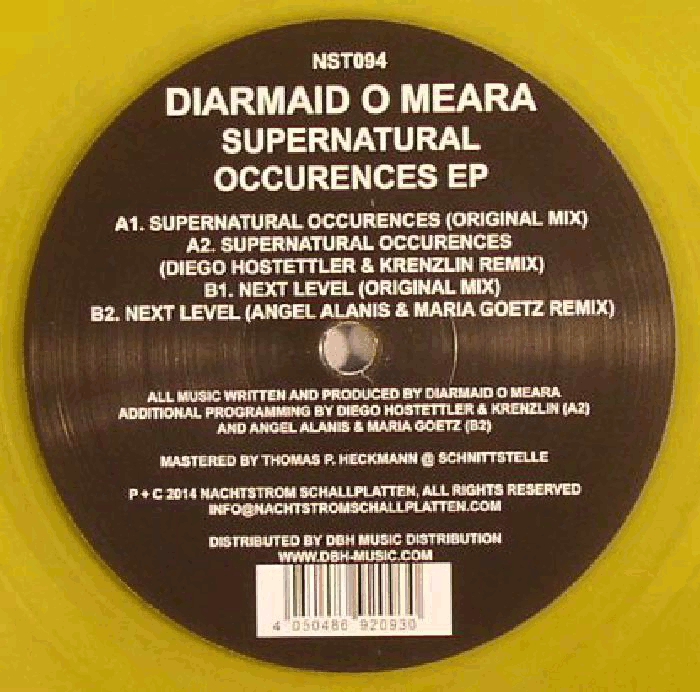 NST094
DIARMAID O MEARA
SUPERNATURAL
OCCURENCES EP
A1. SUPERNATURAL OCCURENCES (ORIGINAL MIX)
A2. SUPERNATURAL OCCURENCES
(DIEGO HOSTETTLER & KRENZLIN REMIX)
B1. NEXT LEVEL (ORIGINAL MIX)
B2. NEXT LEVEL (ANGEL ALANIS & MARIA GOETZ REMIX)
ALL MUSIC WRITTEN AND PRODUCED BY DIARMAID O MEARA
ADDITIONAL PROGRAMMING BY DIEGO HOSTETTLER & KRENZLIN (A2)
AND ANGEL ALANIS & MARIA GOETZ (B2)
MASTERED BY THOMAS P. HECKMANN @ SCHNITTSTELLE
P + C 2014 NACHTSTROM SCHALLPLATTEN, ALL RIGHTS RESERVED
INFO@NACHTSTROMSCHALLPLATTEN.COM
DISTRIBUTED BY DBH MUSIC DISTRIBUTION
WWW.DBH-MUSIC.COM
4 050486 920930